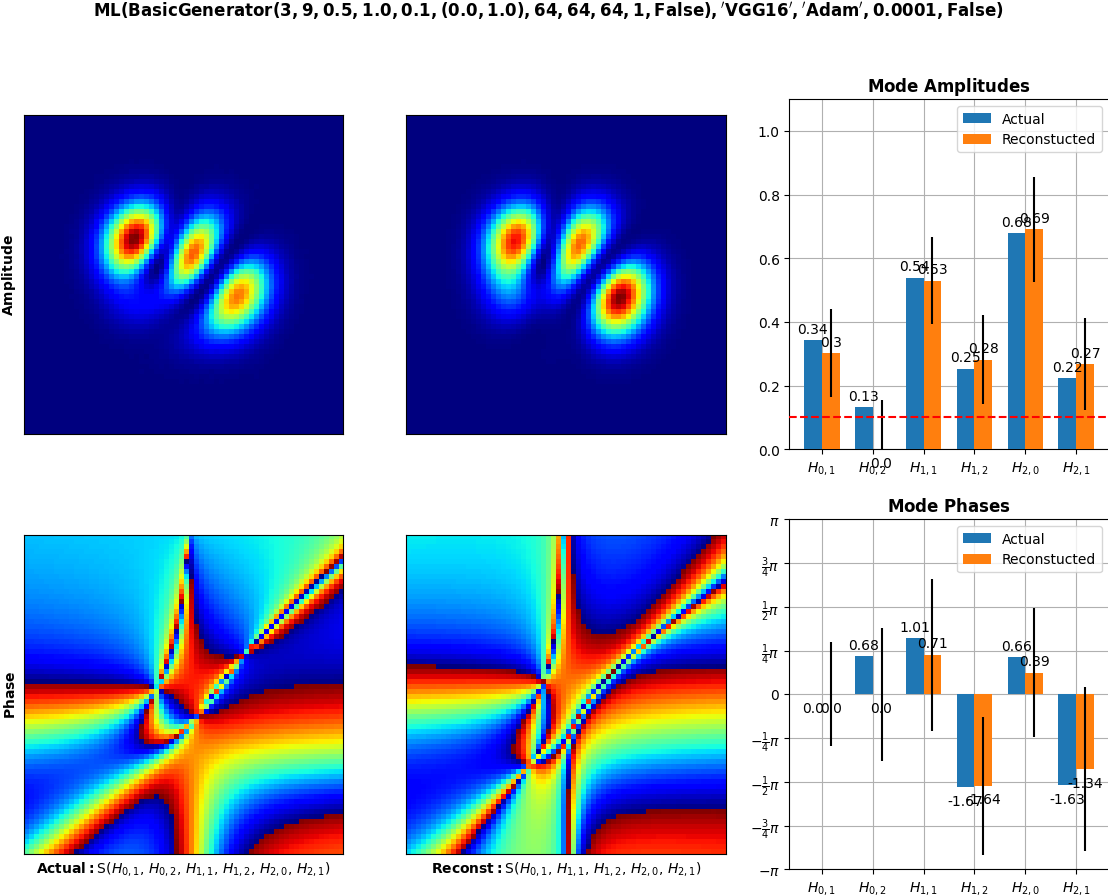 ML(BasicGenerator(3, 9, 0.5, 1.0, 0.1, (0.0, 1.0), 64, 64, 64, 1, False), ′VGG16′, ′Adam′, 0.0001, False)
Amplitude
Mode Amplitudes
Actual
Reconstucted
1.0
0.8
0.6
0.4
0.2
0.0
0.34
0.3
0.13
0.0
0.54
0.53
0.25
0.28
0.68
0.69
0.22
0.27
H0,1 H0,2 H1,1 H1,2 H2,0 H2,1
Phase
Actual: S(H0,1, H0,2, H1,1, H1,2, H2,0, H2,1)
Reconst: S(H0,1, H1,1, H1,2, H2,0, H2,1)
Mode Phases
Actual
Reconstucted
π
3/4π
1/2π
1/4π
0
−1/4π
−1/2π
−3/4π
−π
0.0
0.0
0.68
0.0
1.01
0.71
-1.67
-1.64
0.66
0.39
-1.63
-1.34
H0,1 H0,2 H1,1 H1,2 H2,0 H2,1